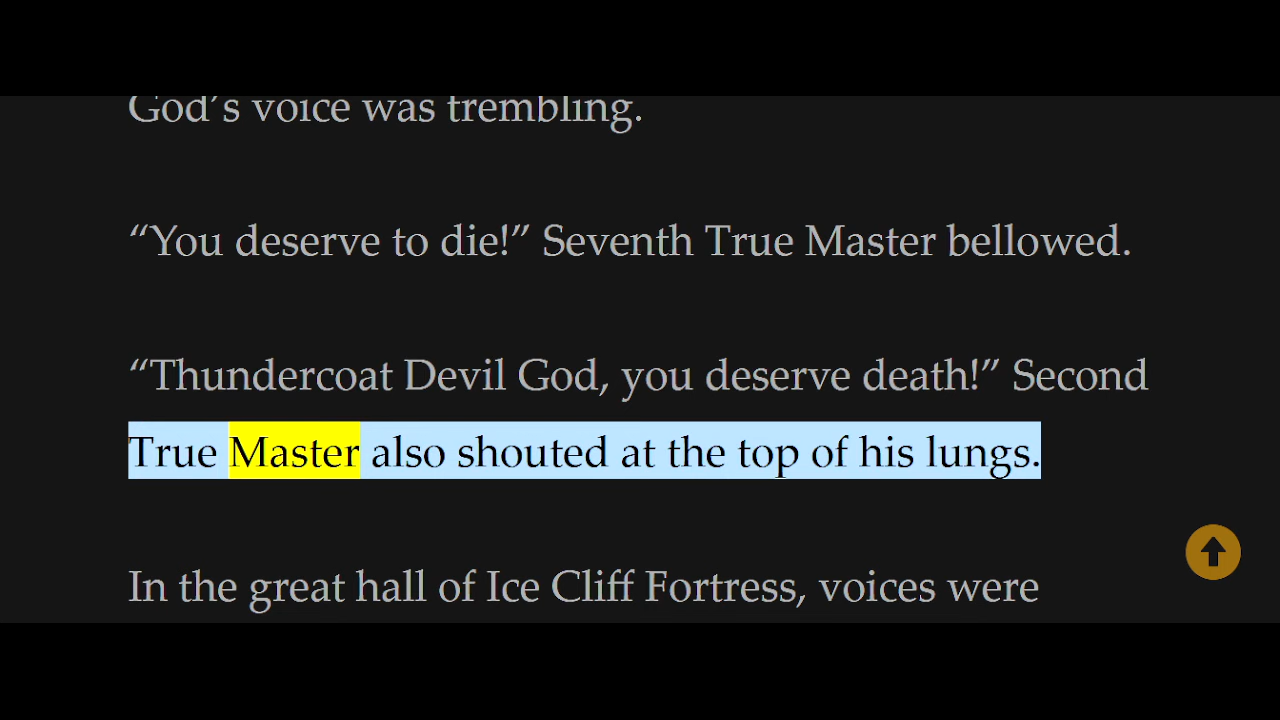 God’s voice was trembling.
“You deserve to die!” Seventh True Master bellowed.
“Thundercoat Devil God, you deserve death!” Second
True Master also shouted at the top of his lungs.
In the great hall of Ice Cliff Fortress, voices were